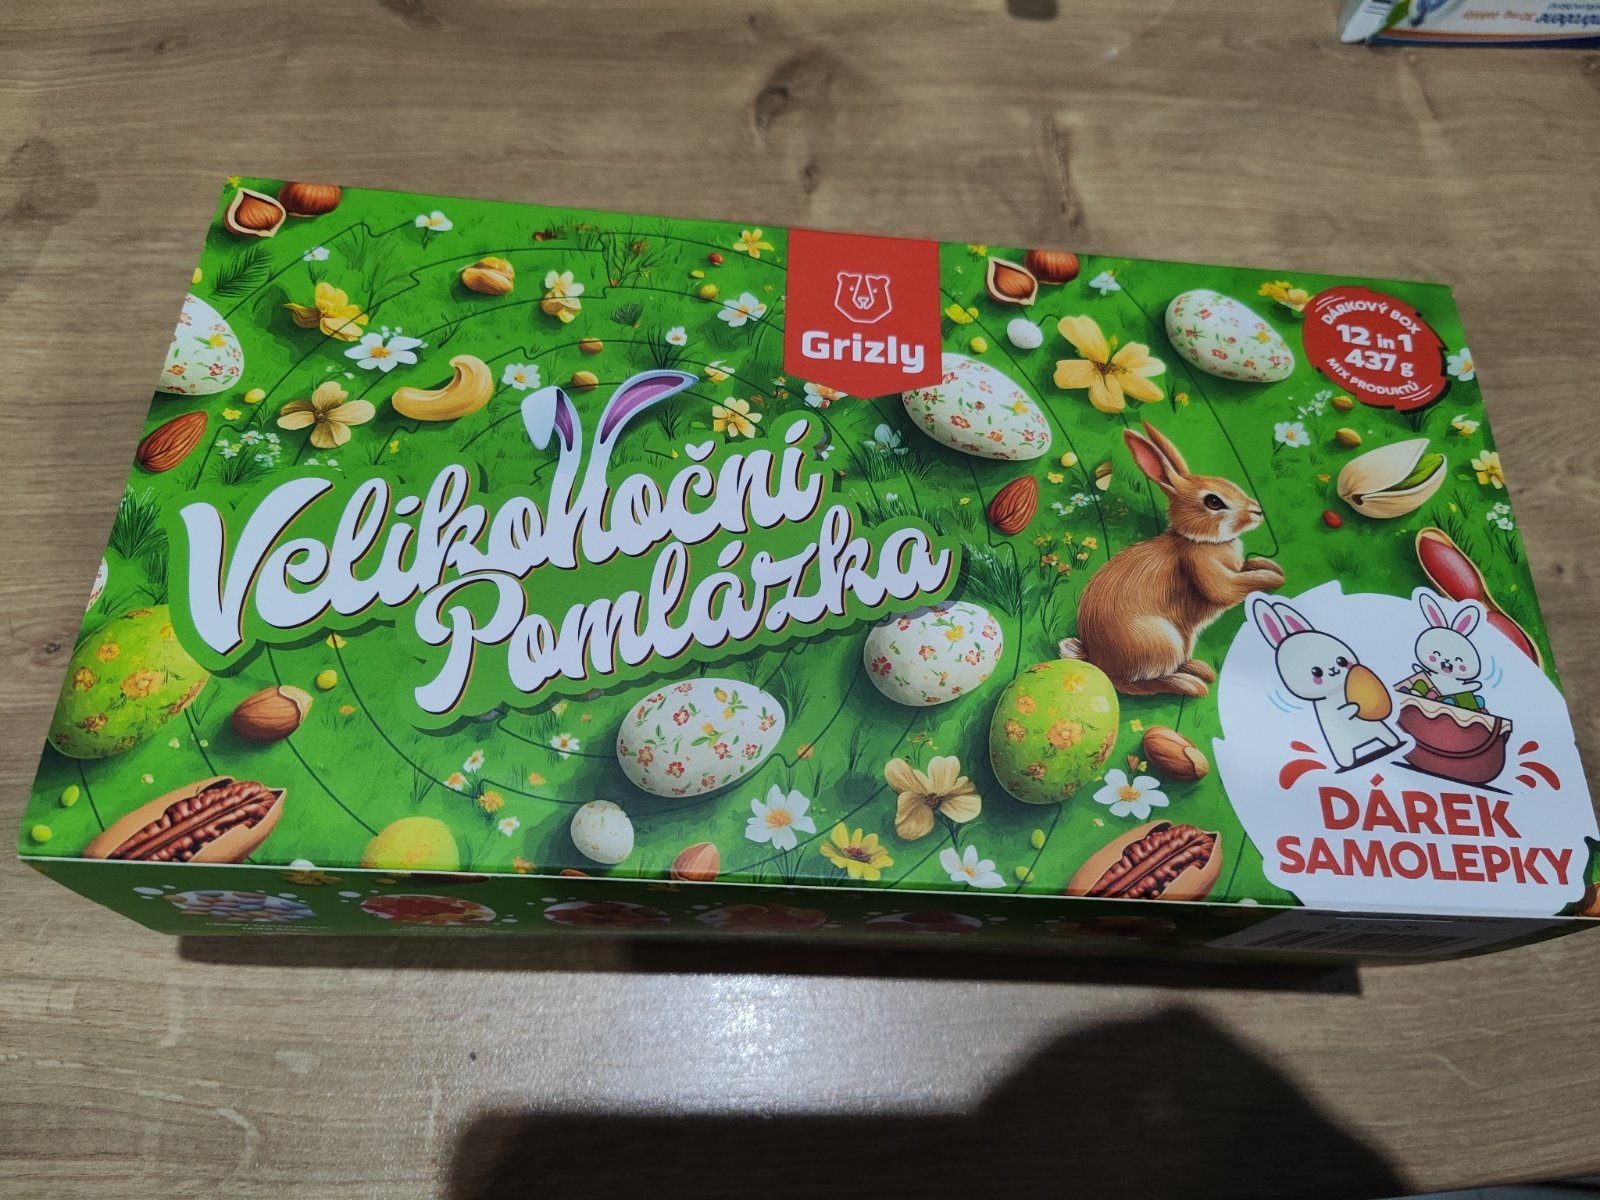 Grizly
DÁRKOVÝ BOX
12 in 1
437 g
MIX PRODUKTŮ
Velikonoční
Pomlázka
DÁREK
SAMOLEPKY